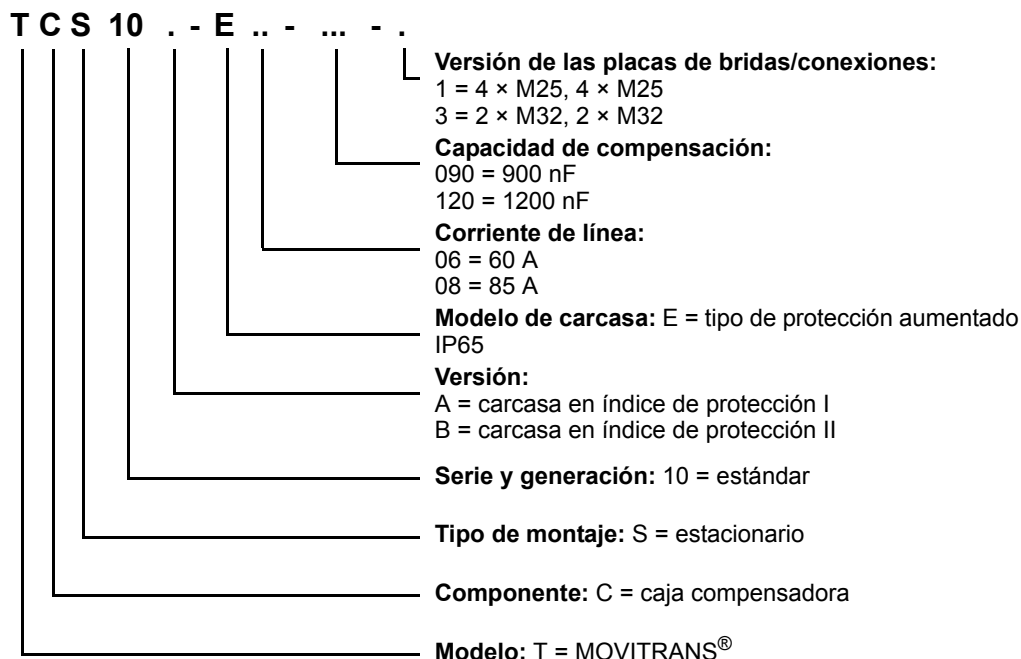 T C S 10 . - E .. - ... - .
Versión de las placas de bridas/conexiones:
1 = 4 × M25, 4 × M25
3 = 2 × M32, 2 × M32
Capacidad de compensación:
090 = 900 nF
120 = 1200 nF
Corriente de línea:
06 = 60 A
08 = 85 A
Modelo de carcasa: E = tipo de protección aumentado
IP65
Versión:
A = carcasa en índice de protección I
B = carcasa en índice de protección II
Serie y generación: 10 = estándar
Tipo de montaje: S = estacionario
Componente: C = caja compensadora
Modelo: T = MOVITRANS®